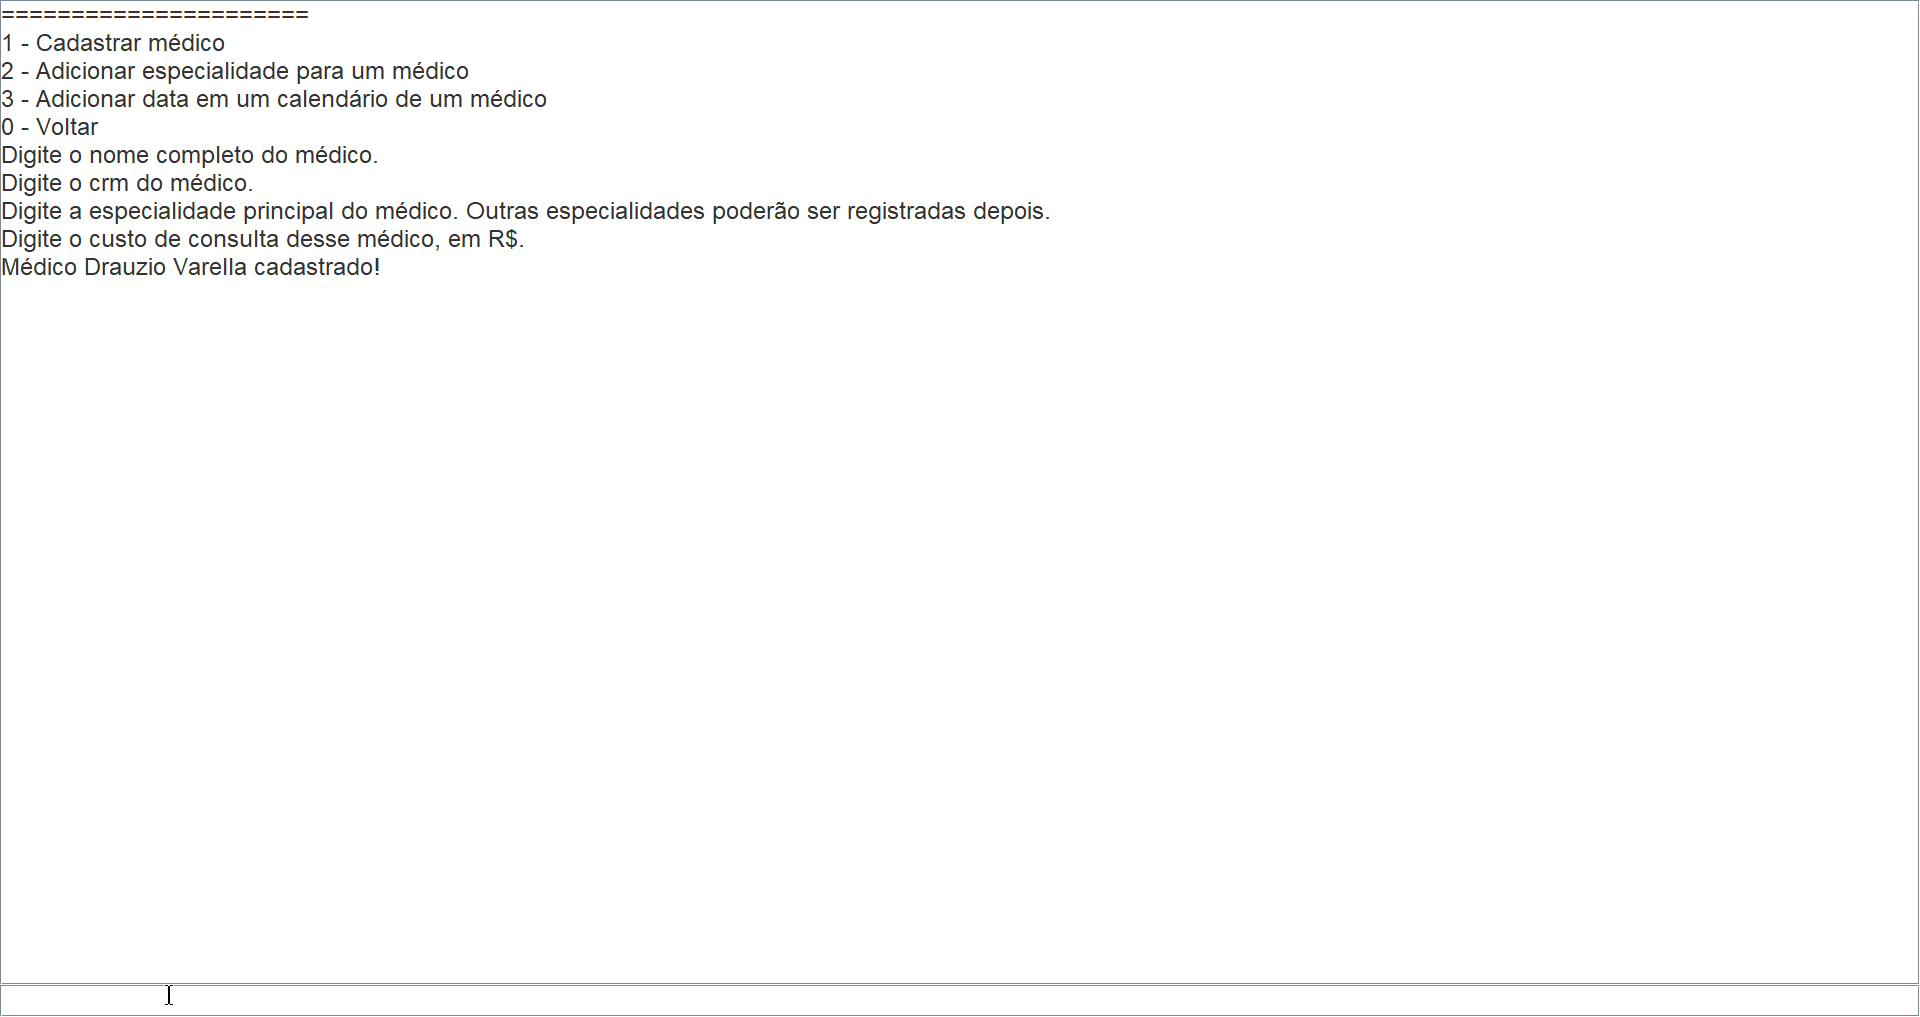 ======================
1 - Cadastrar médico
2 - Adicionar especialidade para um médico
3 - Adicionar data em um calendário de um médico
0 - Voltar
Digite o nome completo do médico.
Digite o crm do médico.
Digite a especialidade principal do médico. Outras especialidades poderão ser registradas depois.
Digite o custo de consulta desse médico, em R$.
Médico Drauzio Varella cadastrado!